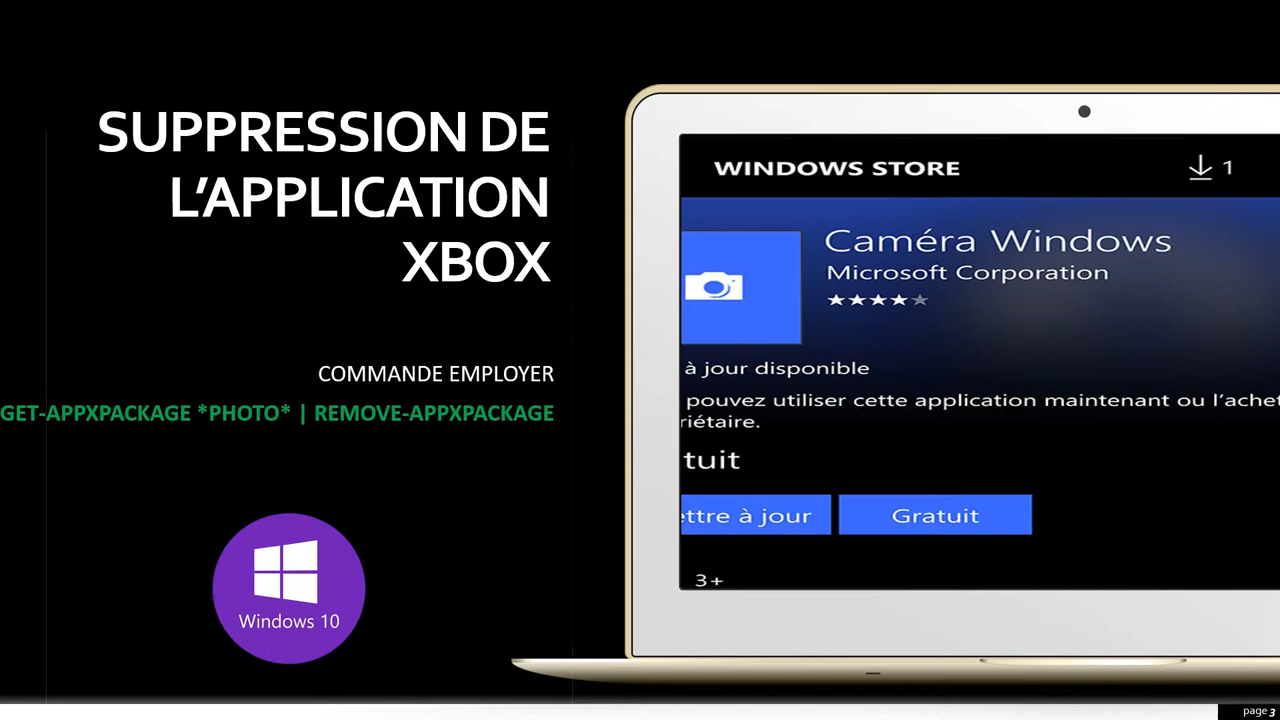 SUPPRESSION DE
L'APPLICATION
XBOX
COMMANDE EMPLOYER
GET-APPXPACKAGE *PHOTO* | REMOVE-APPXPACKAGE
Windows 10
WINDOWS STORE
1
Caméra Windows
Microsoft Corporation
à jour disponible
pouvez utiliser cette application maintenant ou l'achet
riétaire.
tuit
ettre à jour
Gratuit
3+
page 3